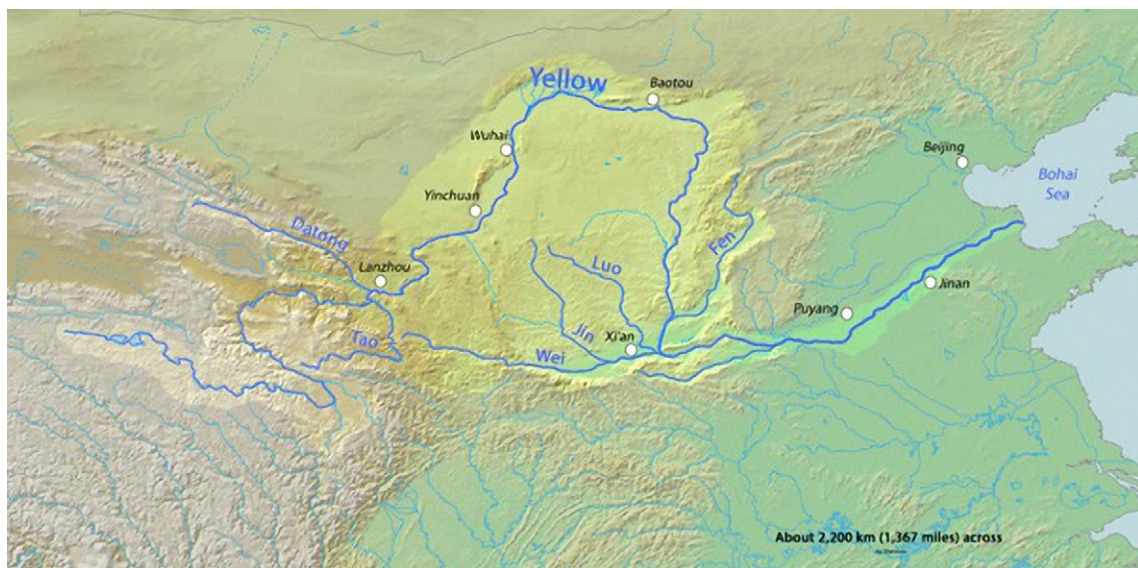 Yellow
Baotou
Wuhai
Beijing
Bohai
Sea
Yinchuan
Datong
Fen
Lanzhou
Luo
Jinan
Puyang
Tao
Jin
Xi'an
Wei
About 2,200 km (1,367 miles) across